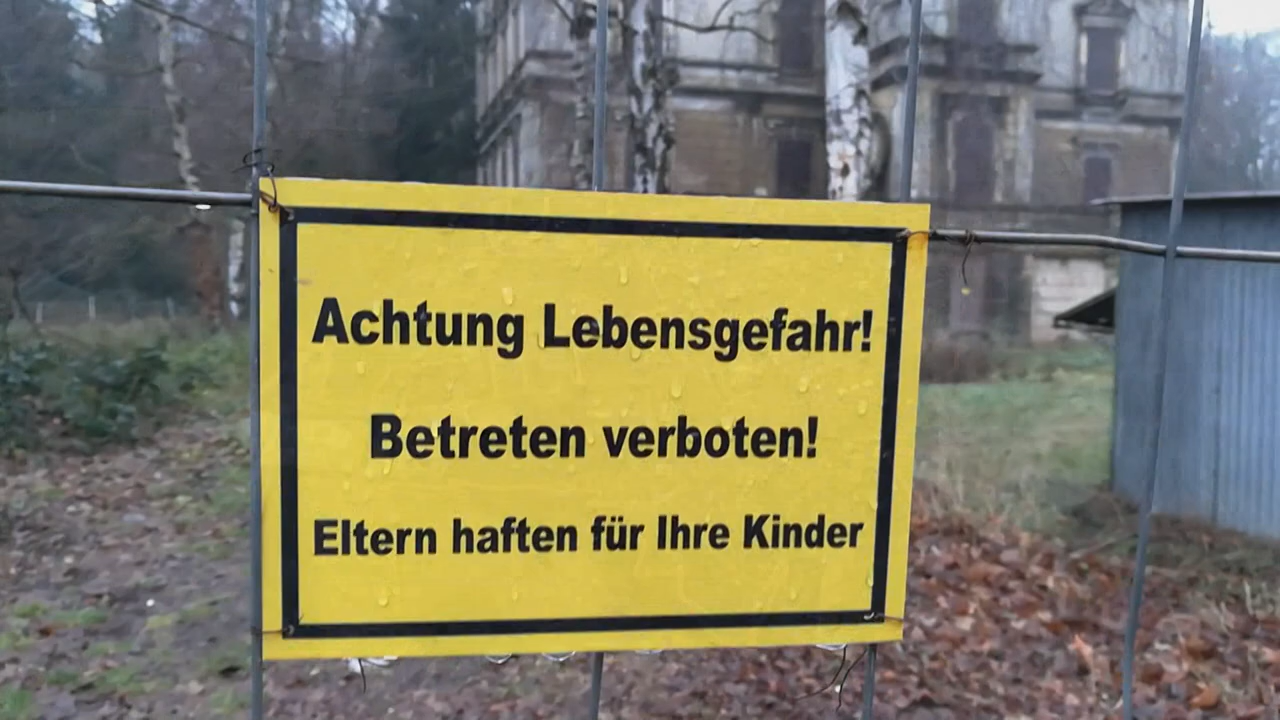 Achtung Lebensgefahr!
Betreten verboten!
Eltern haften für Ihre Kinder